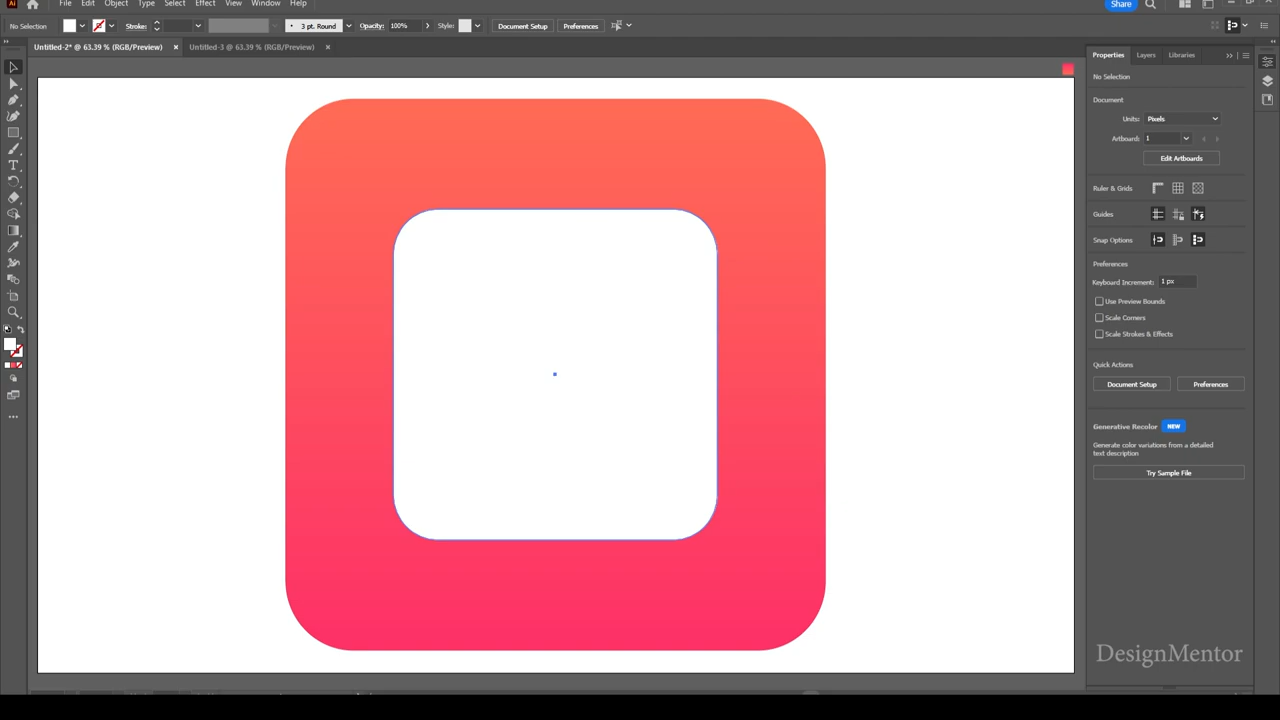 Ai File Edit Object Type Select Effect View Window Help Share
No Selection Stroke: 3 pt. Round Opacity: 100% Style: Document Setup Preferences
Untitled-2* @ 63.39 % (RGB/Preview) × Untitled-3 @ 63.39 % (RGB/Preview) ×
Properties Layers Libraries
No Selection
Document
Units: Pixels
Artboard: 1
Edit Artboards
Ruler & Grids
Guides
Snap Options
Preferences
Keyboard Increment: 1 px
Use Preview Bounds
Scale Corners
Scale Strokes & Effects
Quick Actions
Document Setup Preferences
Generative Recolor NEW
Generate color variations from a detailed
text description
Try Sample File
DesignMentor